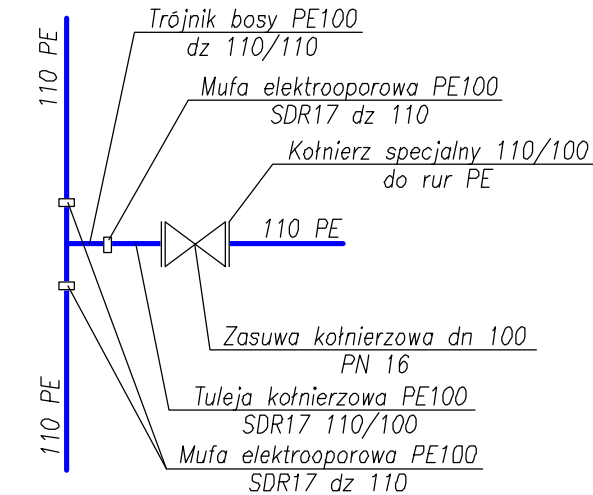 Trójnik bosy PE100
dz 110/110
110 PE
Mufa elektrooporowa PE100
SDR17 dz 110
Kołnierz specjalny 110/100
do rur PE
110 PE
Zasuwa kołnierzowa dn 100
PN 16
Tuleja kołnierzowa PE100
SDR17 110/100
110 PE
Mufa elektrooporowa PE100
SDR17 dz 110